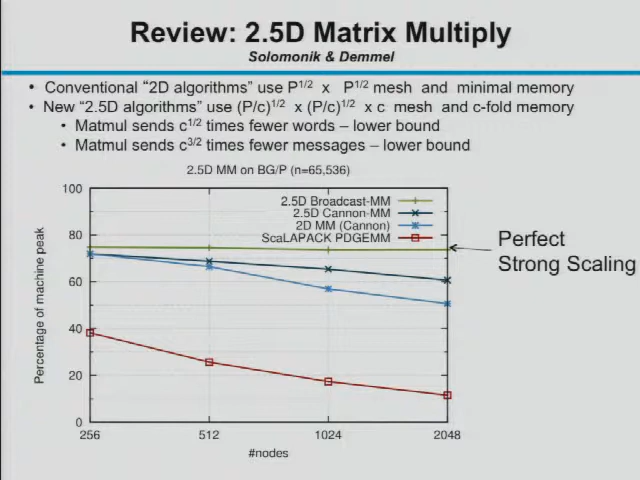 Review: 2.5D Matrix Multiply
Solomonik & Demmel
• Conventional “2D algorithms” use P^1/2 x P^1/2 mesh and minimal memory
• New “2.5D algorithms” use (P/c)^1/2 x (P/c)^1/2 x c mesh and c-fold memory
• Matmul sends c^1/2 times fewer words – lower bound
• Matmul sends c^3/2 times fewer messages – lower bound
2.5D MM on BG/P (n=65,536)
100
80
60
40
20
0
Percentage of machine peak
2.5D Broadcast-MM
2.5D Cannon-MM
2D MM (Cannon)
ScaLAPACK PDGEMM
Perfect
Strong Scaling
256 512 1024 2048
#nodes